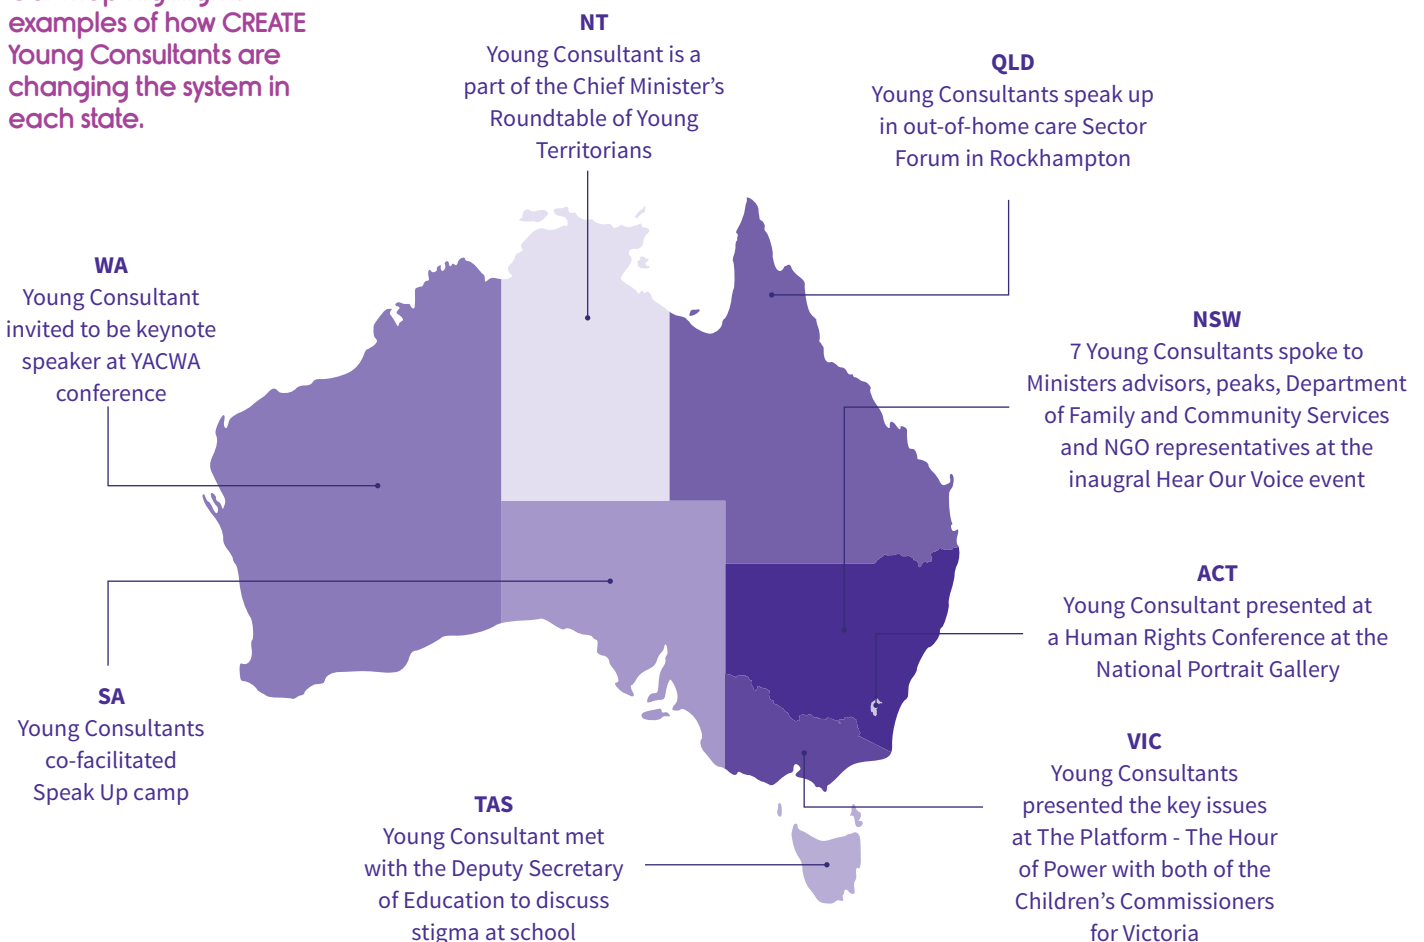 examples of how CREATE
Young Consultants are
changing the system in
each state.
NT
Young Consultant is a
part of the Chief Minister's
Roundtable of Young
Territorians
QLD
Young Consultants speak up
in out-of-home care Sector
Forum in Rockhampton
WA
Young Consultant
invited to be keynote
speaker at YACWA
conference
NSW
7 Young Consultants spoke to
Ministers advisors, peaks, Department
of Family and Community Services
and NGO representatives at the
inaugral Hear Our Voice event
ACT
Young Consultant presented at
a Human Rights Conference at the
National Portrait Gallery
SA
Young Consultants
co-facilitated
Speak Up camp
VIC
Young Consultants
presented the key issues
at The Platform - The Hour
of Power with both of the
Children's Commissioners
for Victoria
TAS
Young Consultant met
with the Deputy Secretary
of Education to discuss
stigma at school